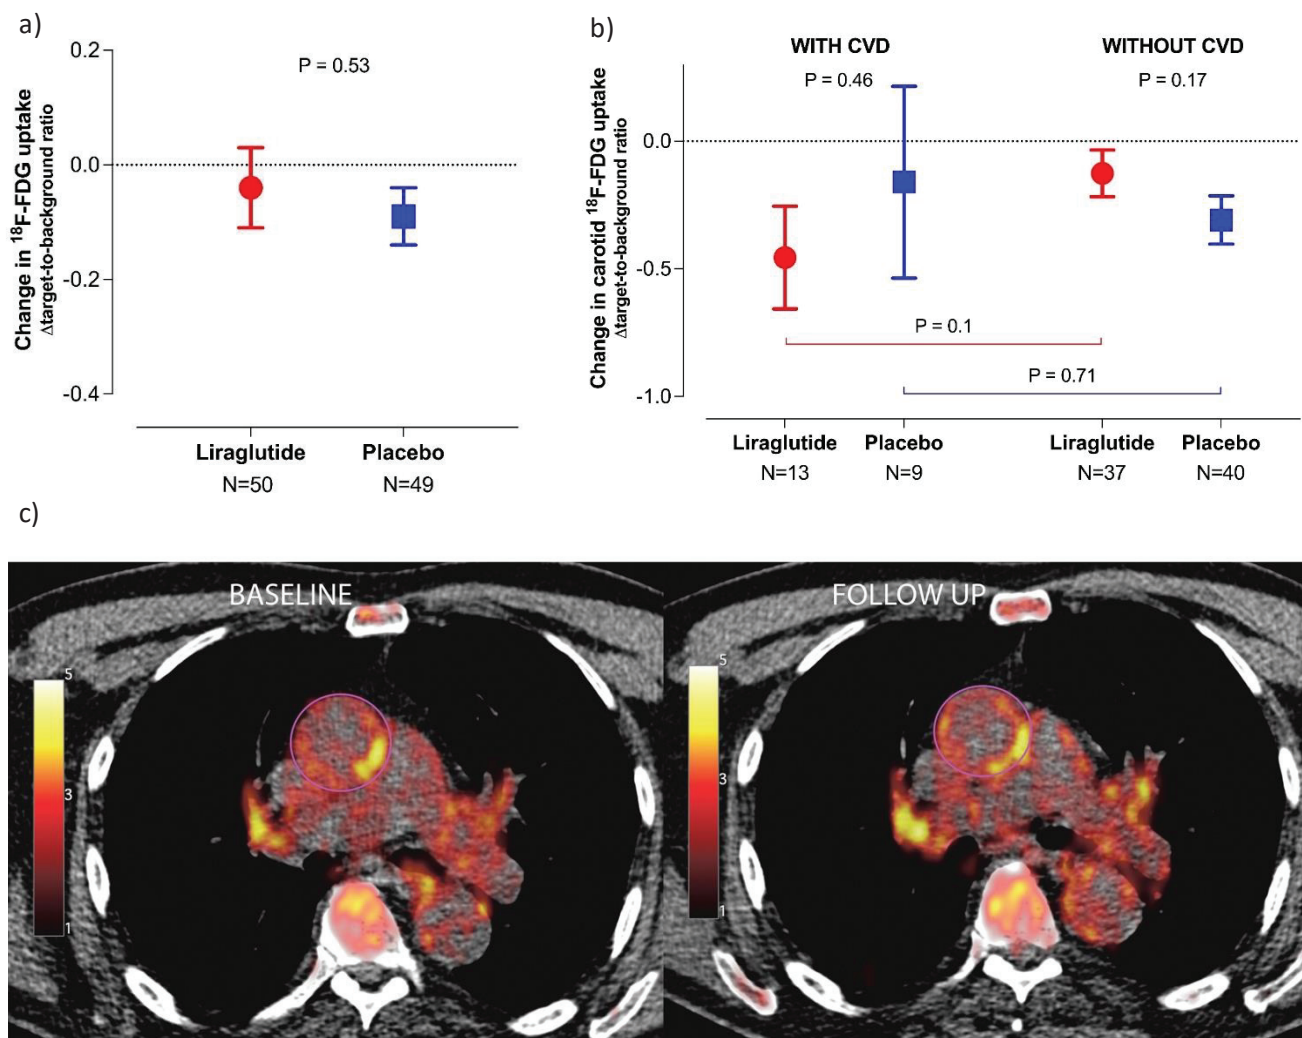 a)
P = 0.53
Change in ¹⁸F-FDG uptake
Δtarget-to-background ratio
0.2
0.0
-0.2
-0.4
Liraglutide Placebo
N=50 N=49
b)
WITH CVD WITHOUT CVD
P = 0.46 P = 0.17
Change in carotid ¹⁸F-FDG uptake
Δtarget-to-background ratio
0.0
-0.5
-1.0
P = 0.1
P = 0.71
Liraglutide Placebo Liraglutide Placebo
N=13 N=9 N=37 N=40
c)
BASELINE
5
3
1
FOLLOW UP
5
3
1